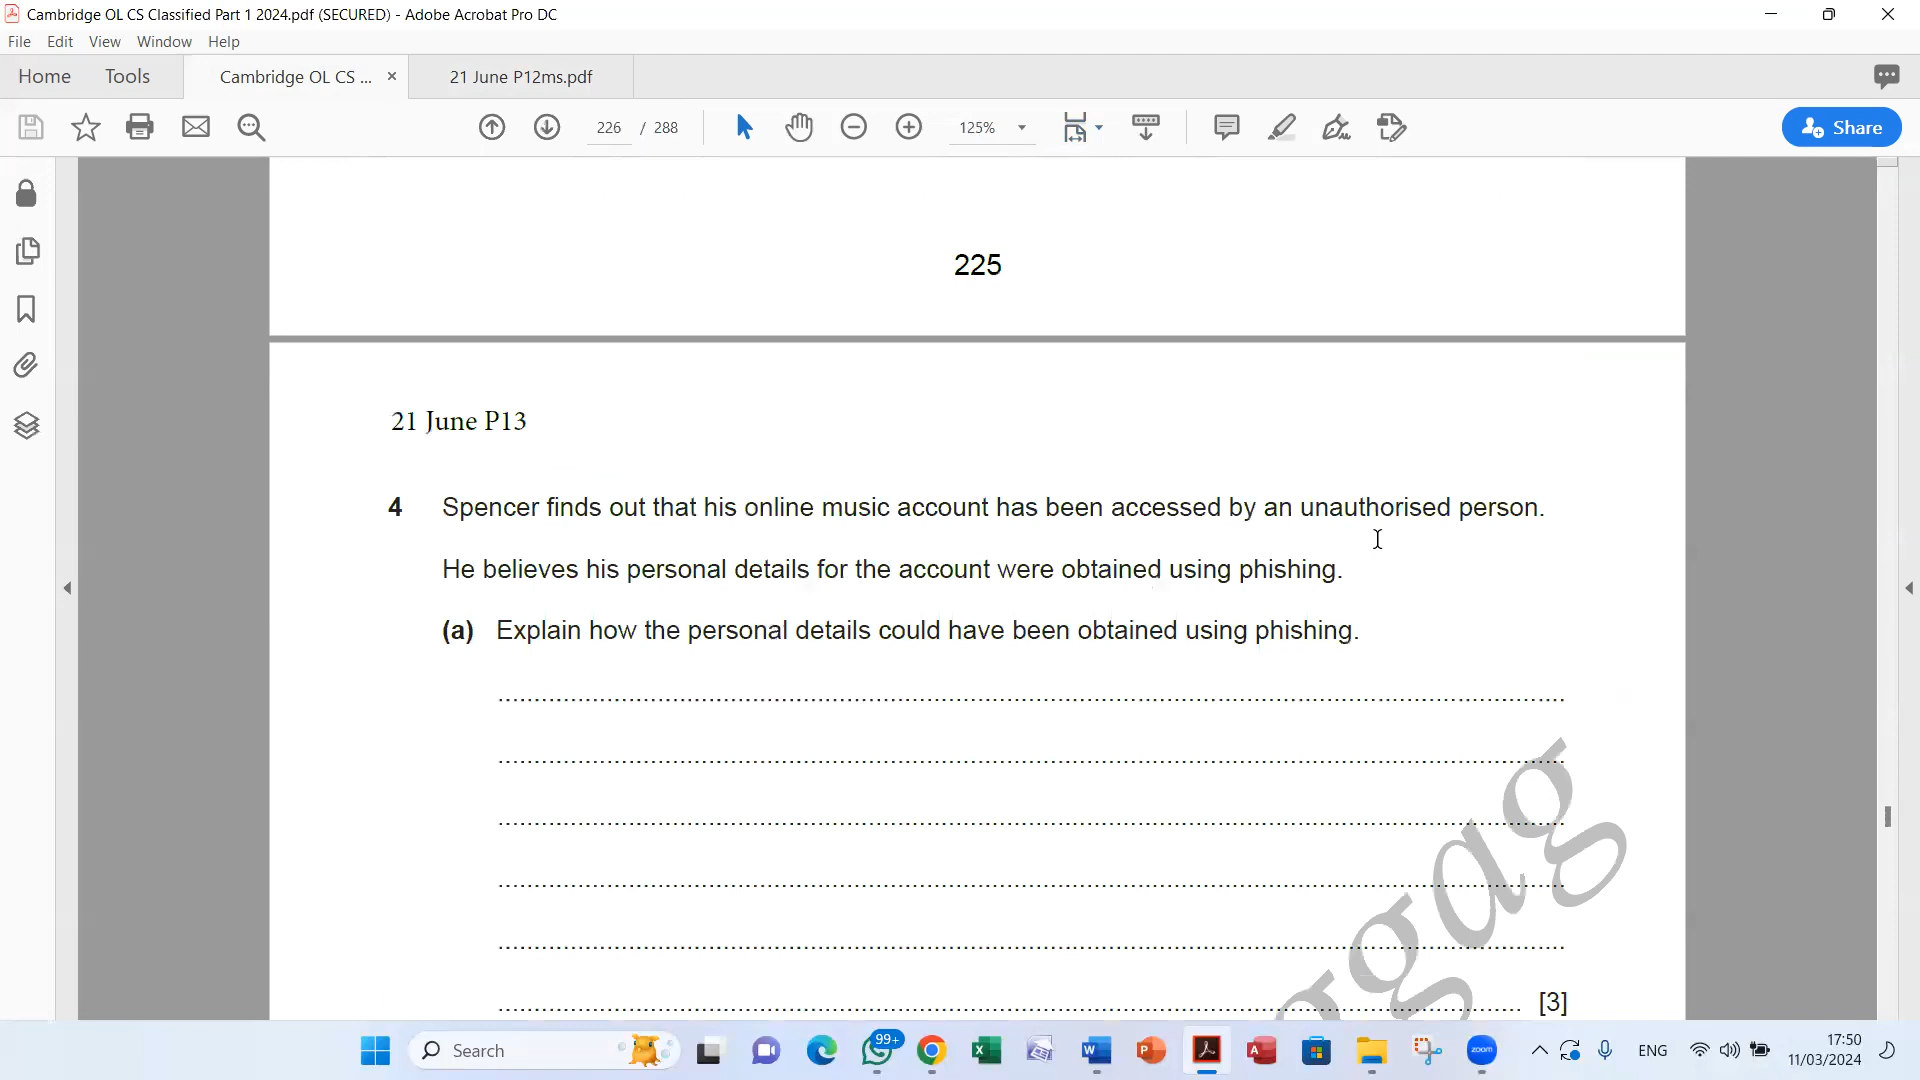 Cambridge OL CS Classified Part 1 2024.pdf (SECURED) - Adobe Acrobat Pro DC
File Edit View Window Help
Home Tools Cambridge OL CS ... × 21 June P12ms.pdf
226 / 288 125% Share
225
21 June P13
4 Spencer finds out that his online music account has been accessed by an unauthorised person.
He believes his personal details for the account were obtained using phishing.
(a) Explain how the personal details could have been obtained using phishing.
[3]
Search 99+ zoom ENG 17:50
11/03/2024